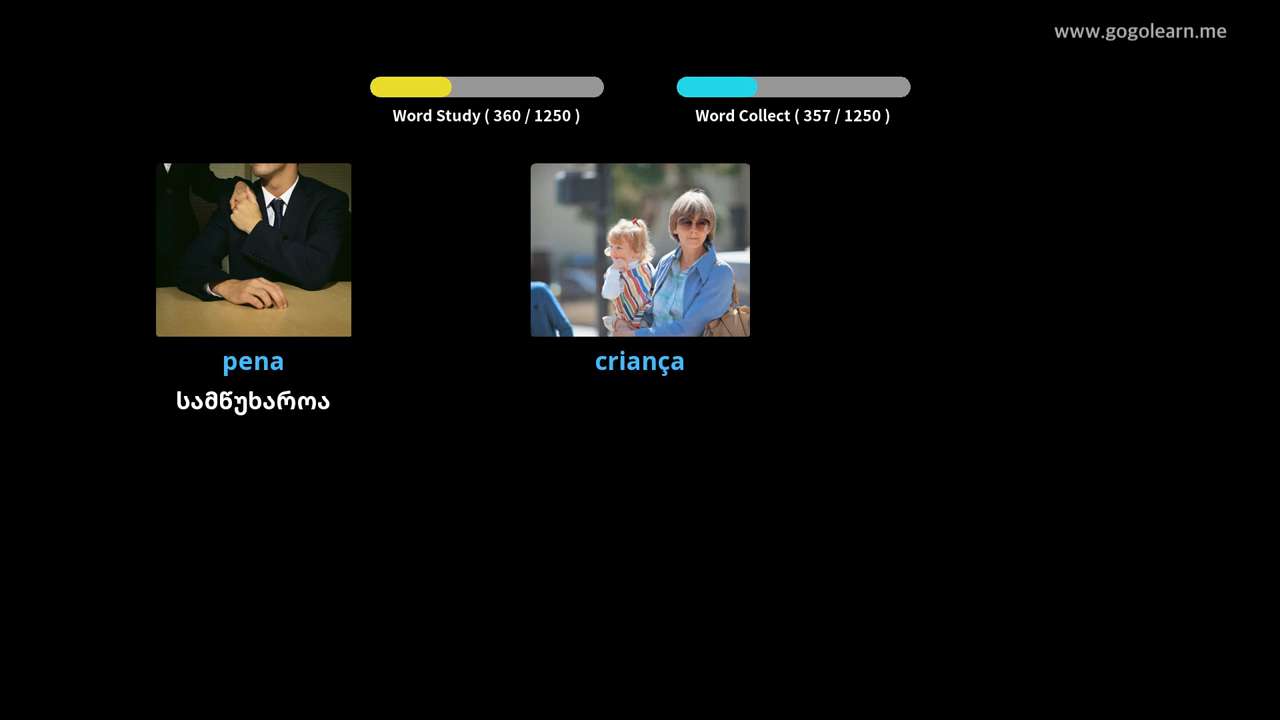 www.gogolearn.me
Word Study ( 360 / 1250 )
Word Collect ( 357 / 1250 )
pena
criança
სამწუხაროა